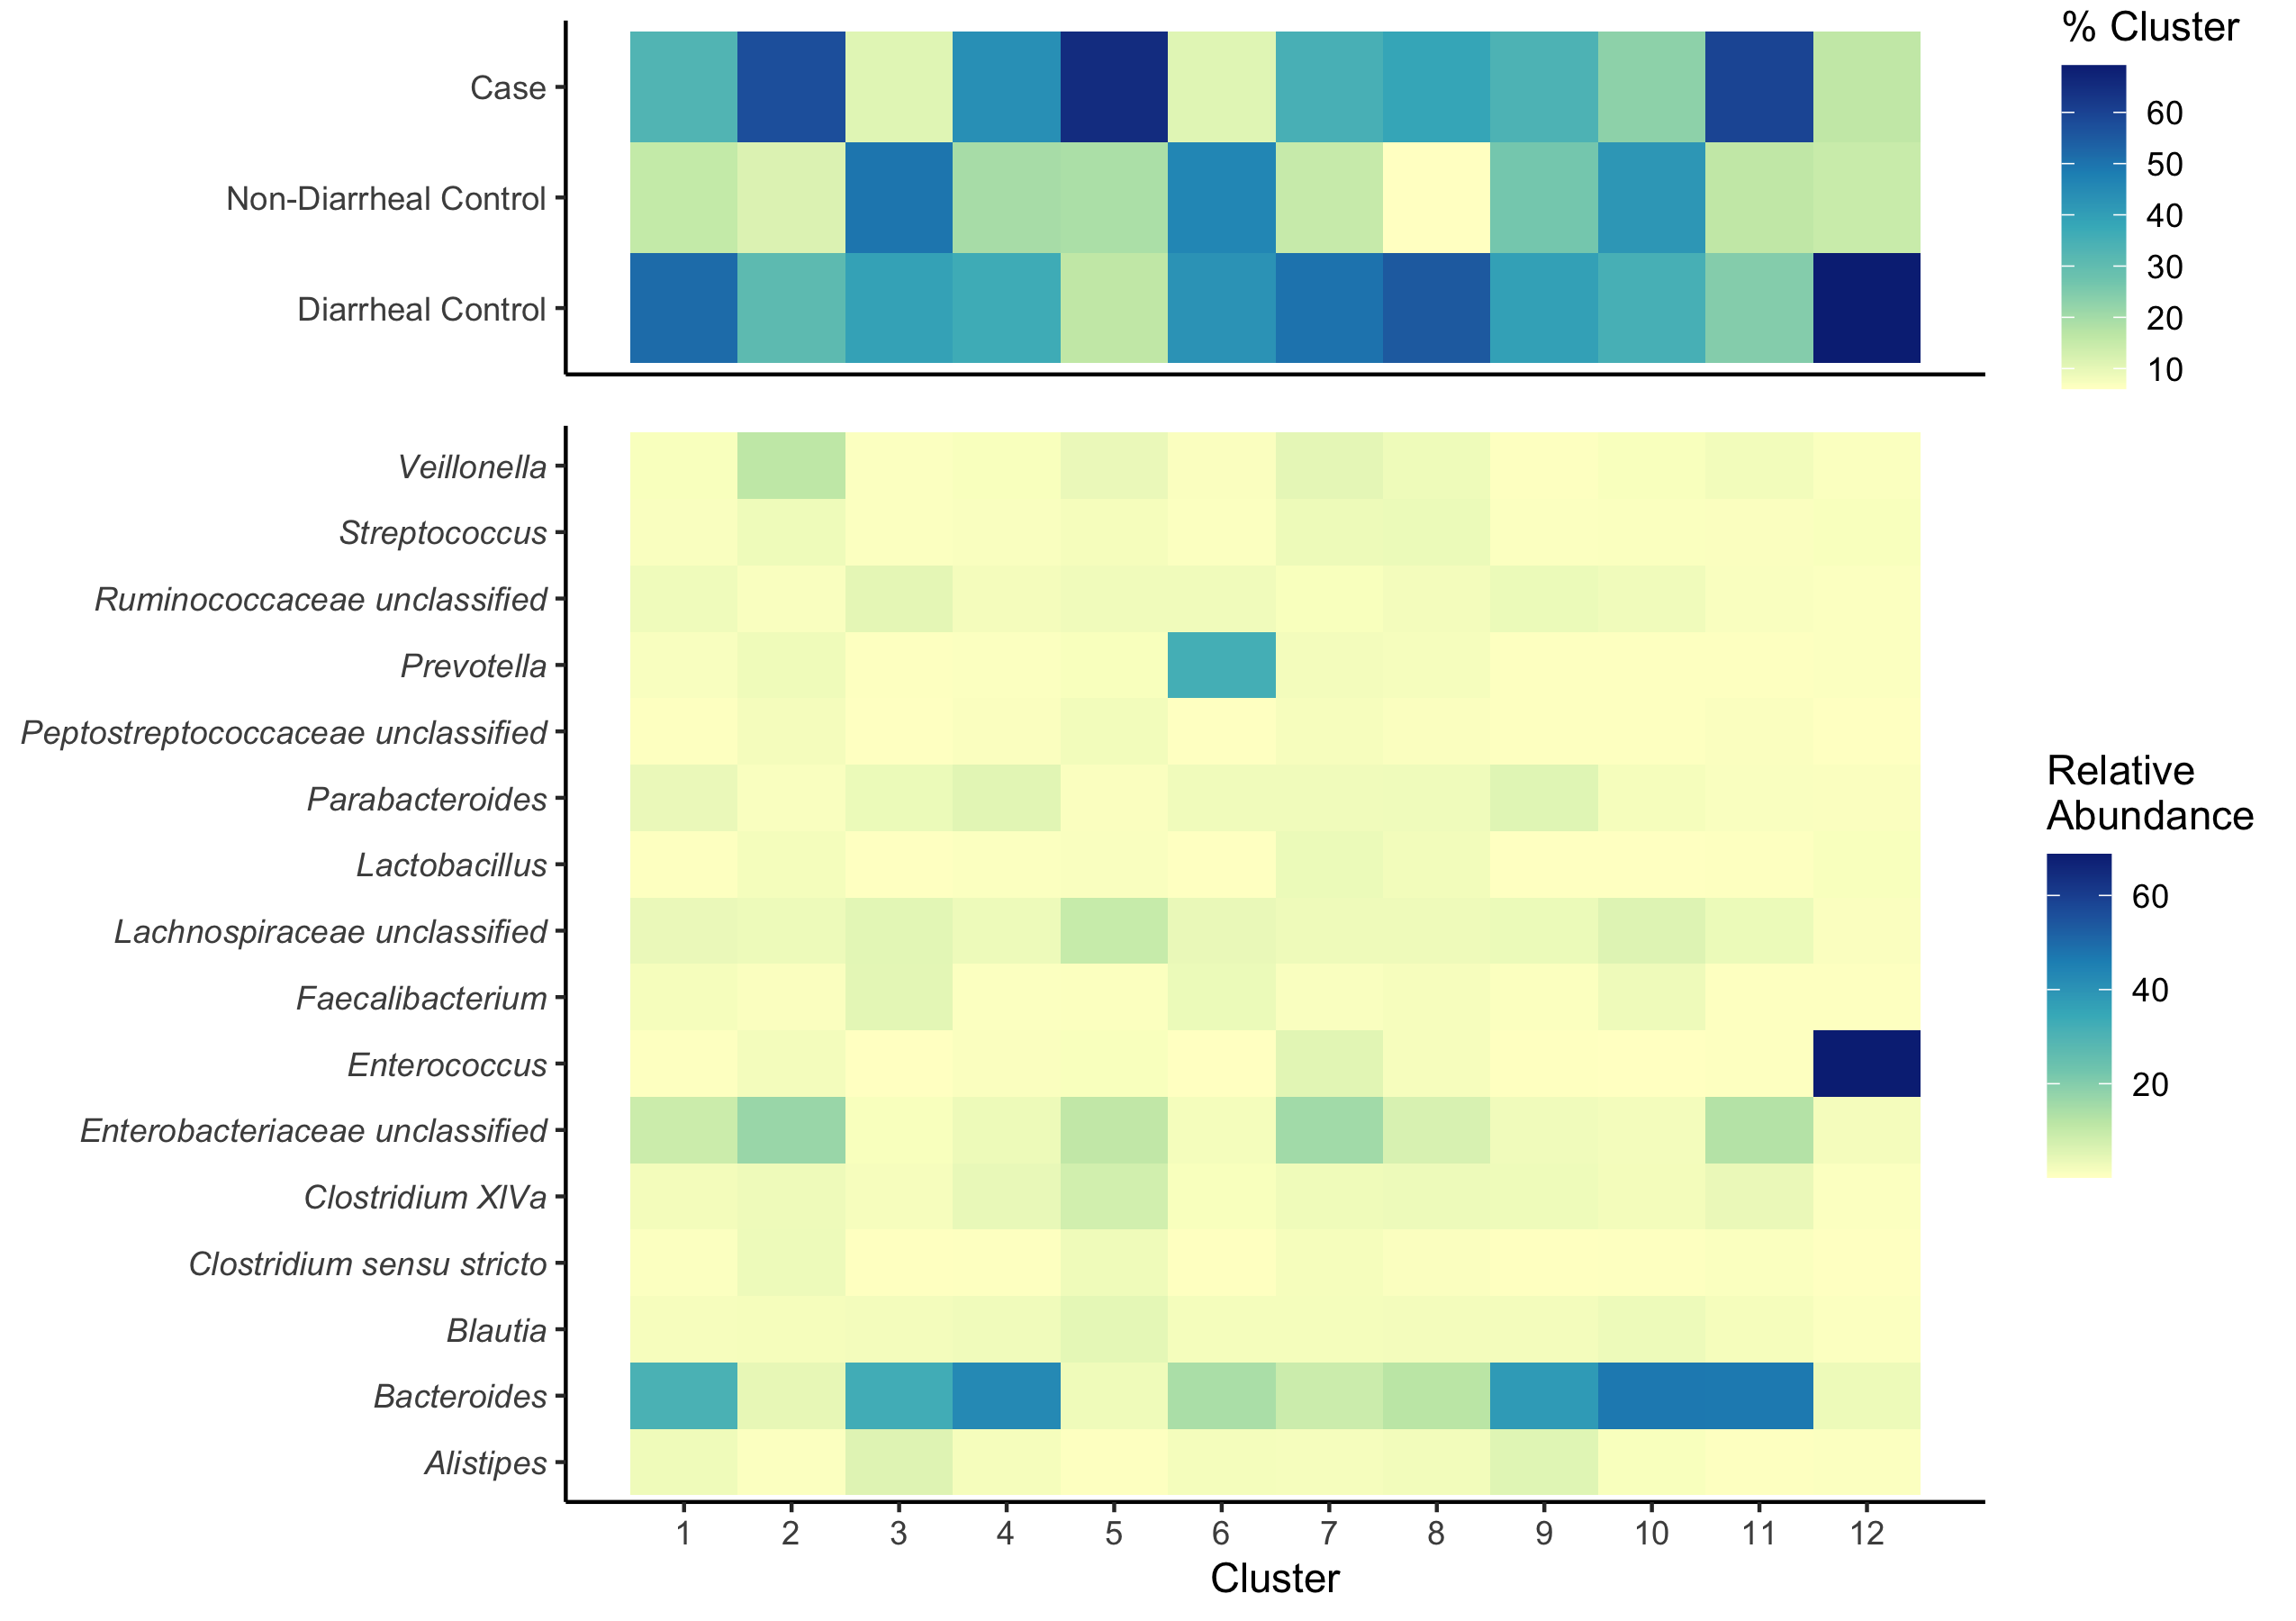 % Cluster
60
50
40
30
20
10
Case
Non-Diarrheal Control
Diarrheal Control
Veillonella
Streptococcus
Ruminococcaceae unclassified
Prevotella
Peptostreptococcaceae unclassified
Parabacteroides
Lactobacillus
Lachnospiraceae unclassified
Faecalibacterium
Enterococcus
Enterobacteriaceae unclassified
Clostridium XlVa
Clostridium sensu stricto
Blautia
Bacteroides
Alistipes
Relative
Abundance
60
40
20
1 2 3 4 5 6 7 8 9 10 11 12
Cluster